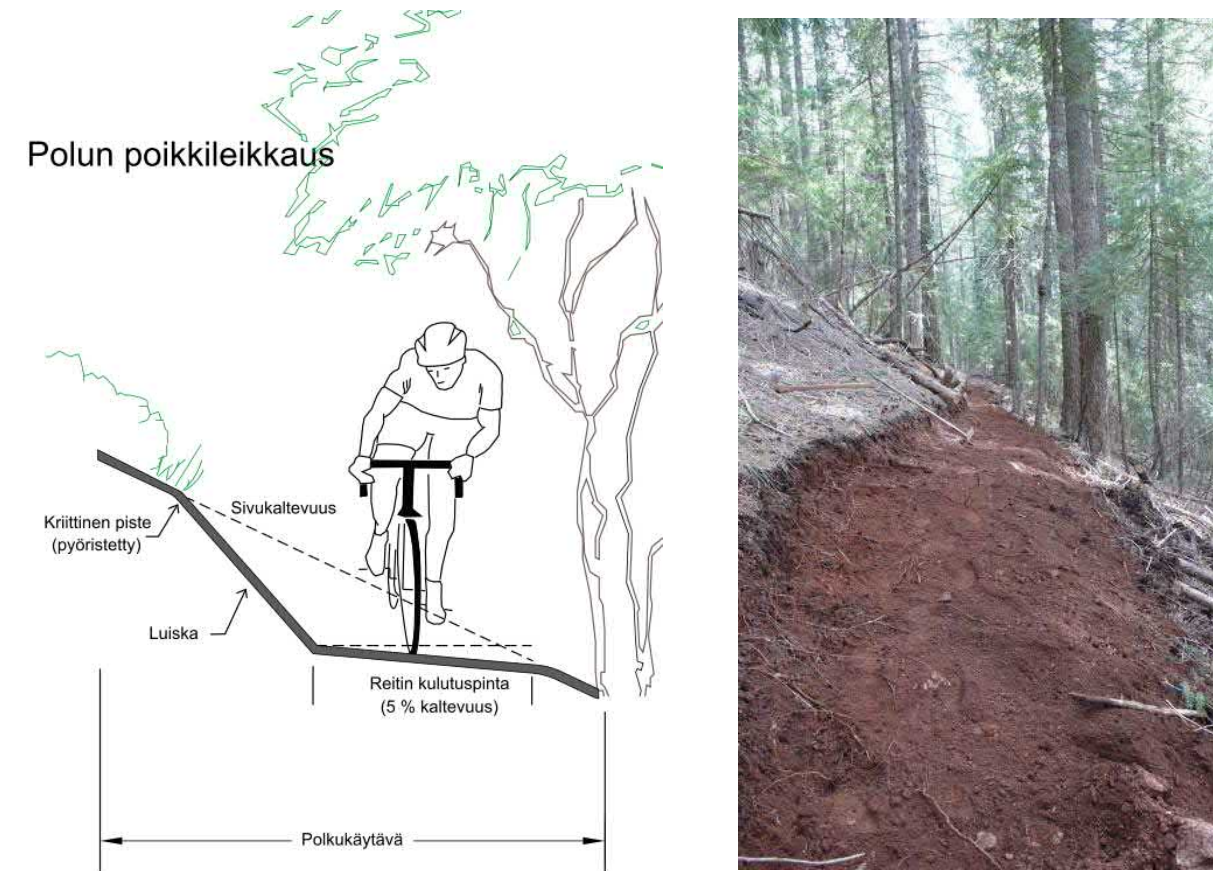 Polun poikkileikkaus
Kriittinen piste
(pyöristetty)
Sivukaltevuus
Luiska
Reitin kulutuspinta
(5 % kaltevuus)
Polkukäytävä